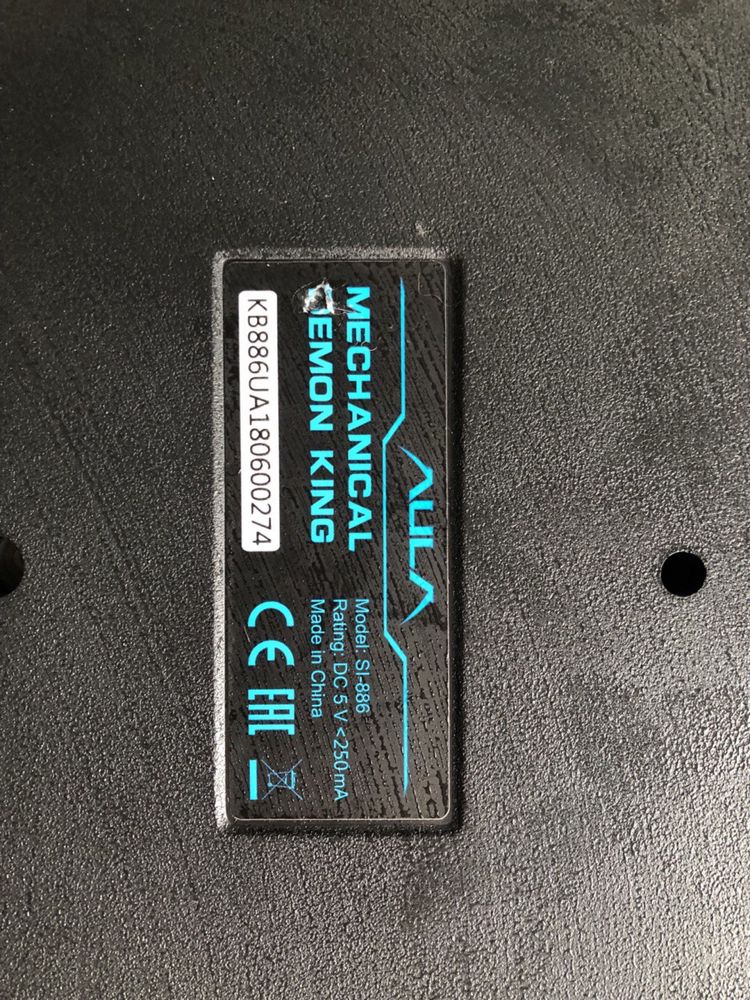 AULA
MECHANICAL
EMON KING
KB886UA180600274
Model: SI-886
Rating: DC 5 V <250mA
Made in China
CE EAC